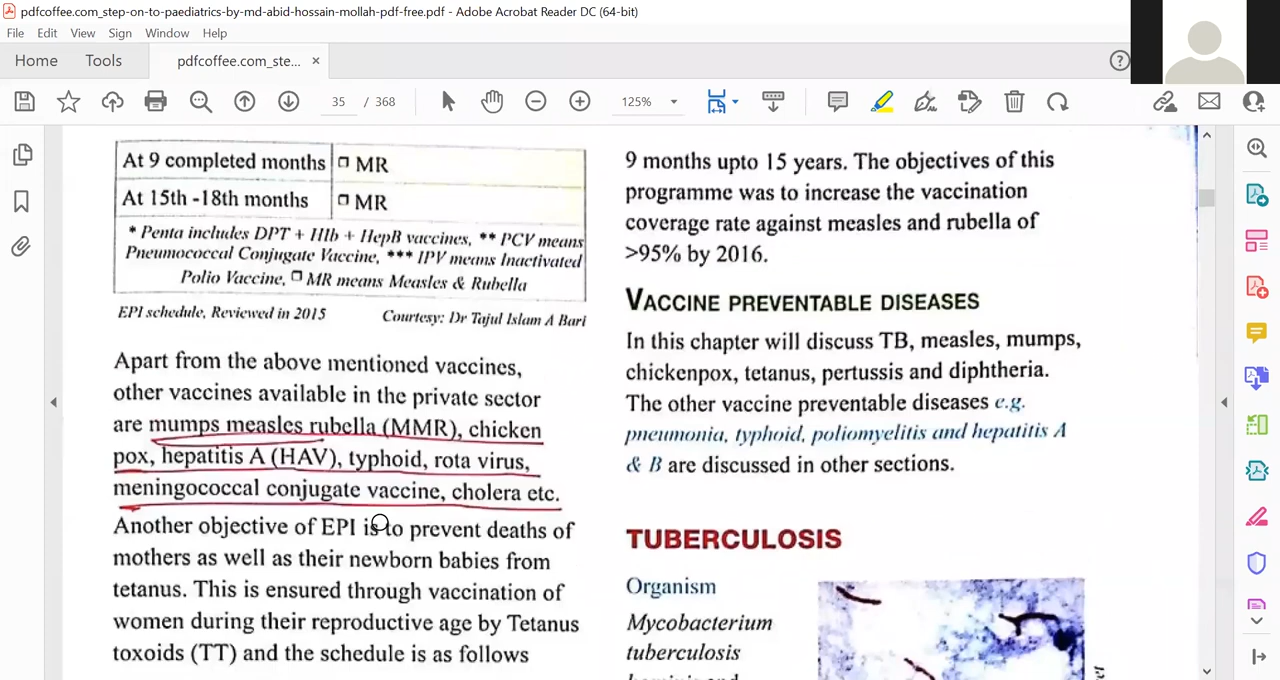 pdfcoffee.com_step-on-to-paediatrics-by-md-abid-hossain-mollah-pdf-free.pdf - Adobe Acrobat Reader DC (64-bit)
File Edit View Sign Window Help
Home Tools pdfcoffee.com_ste... ×
35 / 368 125%
At 9 completed months ❐ MR
At 15th -18th months ❐ MR
* Penta includes DPT + HIb + HepB vaccines, ** PCV means
Pneumococcal Conjugate Vaccine, *** IPV means Inactivated
Polio Vaccine, ❐ MR means Measles & Rubella
EPI schedule, Reviewed in 2015 Courtesy: Dr Tajul Islam A Bari
Apart from the above mentioned vaccines,
other vaccines available in the private sector
are mumps measles rubella (MMR), chicken
pox, hepatitis A (HAV), typhoid, rota virus,
meningococcal conjugate vaccine, cholera etc.
Another objective of EPI is to prevent deaths of
mothers as well as their newborn babies from
tetanus. This is ensured through vaccination of
women during their reproductive age by Tetanus
toxoids (TT) and the schedule is as follows
9 months upto 15 years. The objectives of this
programme was to increase the vaccination
coverage rate against measles and rubella of
>95% by 2016.
VACCINE PREVENTABLE DISEASES
In this chapter will discuss TB, measles, mumps,
chickenpox, tetanus, pertussis and diphtheria.
The other vaccine preventable diseases e.g.
pneumonia, typhoid, poliomyelitis and hepatitis A
& B are discussed in other sections.
TUBERCULOSIS
Organism
Mycobacterium
tuberculosis